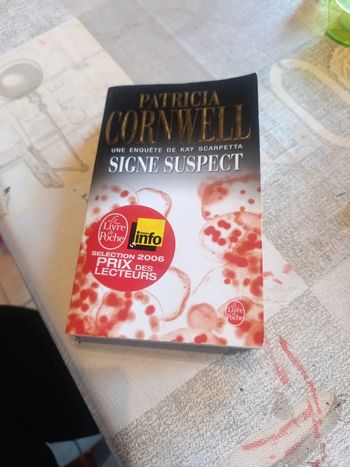 PATRICIA
CORNWELL
UNE ENQUÊTE DE KAY SCARPETTA
SIGNE SUSPECT
Le
Livre
de
Poche
france
info
SELECTION 2006
PRIX DES
LECTEURS
Le
Livre
de
Poche